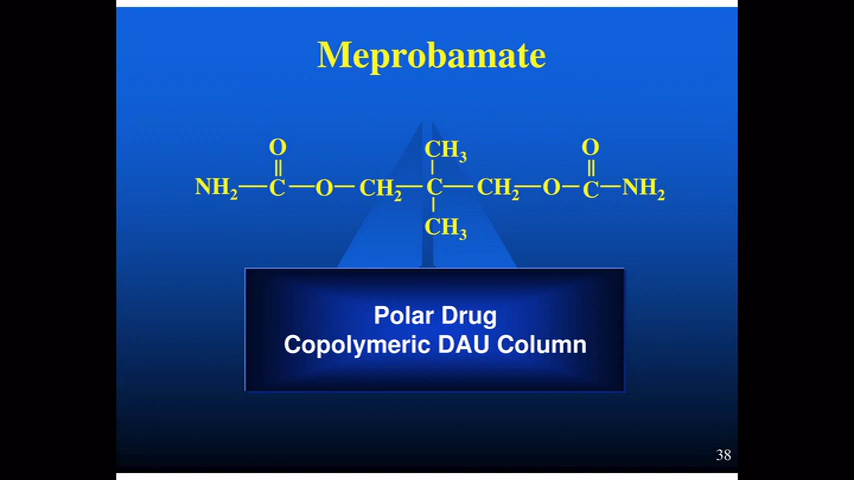 Meprobamate
O CH3 O
NH2—C—O—CH2—C—CH2—O—C—NH2
CH3
Polar Drug
Copolymeric DAU Column
38